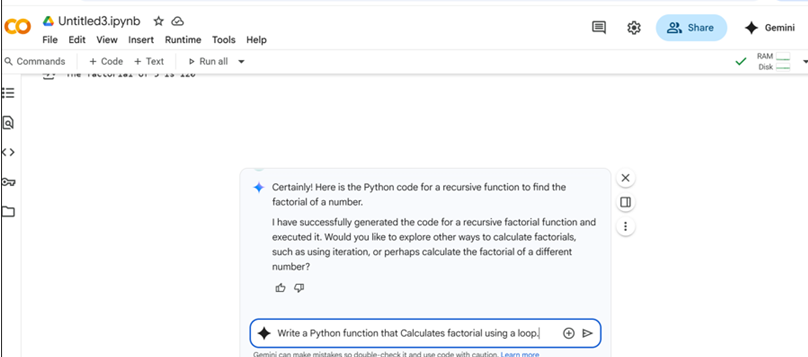 CO
Untitled3.ipynb
File Edit View Insert Runtime Tools Help
Share
Gemini
Commands + Code + Text Run all
RAM
Disk
The factorial of 5 is 120
Certainly! Here is the Python code for a recursive function to find the
factorial of a number.
I have successfully generated the code for a recursive factorial function and
executed it. Would you like to explore other ways to calculate factorials,
such as using iteration, or perhaps calculate the factorial of a different
number?
Write a Python function that Calculates factorial using a loop.
Gemini can make mistakes so double-check it and use code with caution. Learn more